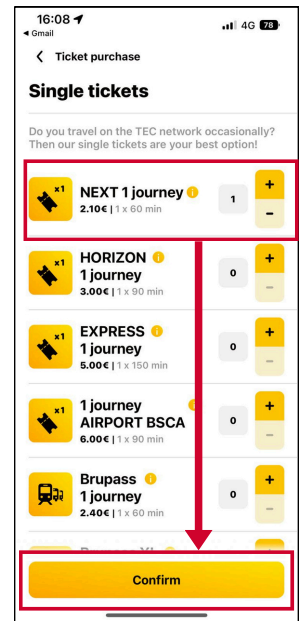 16:08
4G 78
◀ Gmail
Ticket purchase
Single tickets
Do you travel on the TEC network occasionally?
Then our single tickets are your best option!
x1
NEXT 1 journey
2.10€ | 1 x 60 min
1
+
-
x1
HORIZON
1 journey
3.00€ | 1 x 90 min
0
+
-
x1
EXPRESS
1 journey
5.00€ | 1 x 150 min
0
+
-
x1
1 journey
AIRPORT BSCA
6.00€ | 1 x 90 min
0
+
-
Brupass
1 journey
2.40€ | 1 x 60 min
0
+
-
Confirm